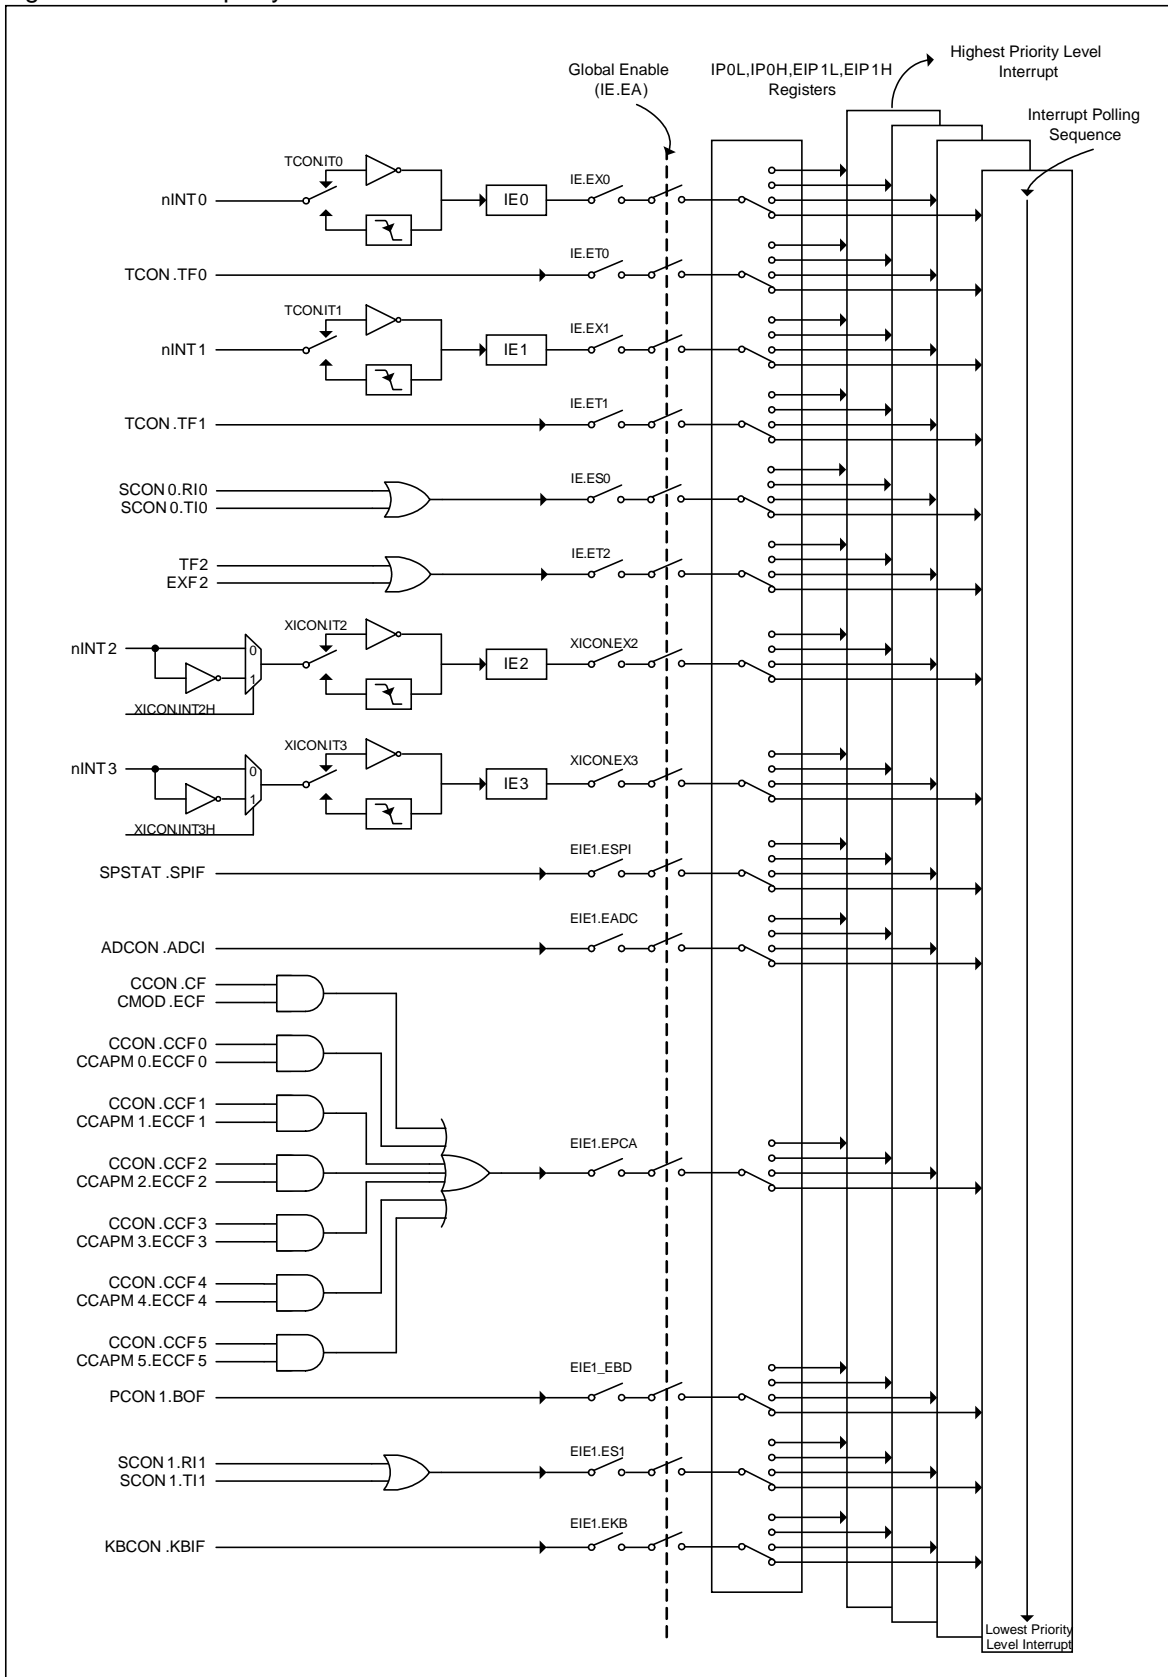 Highest Priority Level
Interrupt
Global Enable
(IE.EA)
IP0L,IP0H,EIP1L,EIP1H
Registers
Interrupt Polling
Sequence
TCON.IT0
nINT0
IE0
IE.EX0
TCON.TF0
IE.ET0
TCON.IT1
nINT1
IE1
IE.EX1
TCON.TF1
IE.ET1
SCON0.RI0
SCON0.TI0
IE.ES0
TF2
EXF2
IE.ET2
nINT2
0
1
XICON.INT2H
XICON.IT2
IE2
XICON.EX2
nINT3
0
1
XICON.INT3H
XICON.IT3
IE3
XICON.EX3
SPSTAT.SPIF
EIE1.ESPI
ADCON.ADCI
EIE1.EADC
CCON.CF
CMOD.ECF
CCON.CCF0
CCAPM0.ECCF0
CCON.CCF1
CCAPM1.ECCF1
CCON.CCF2
CCAPM2.ECCF2
EIE1.EPCA
CCON.CCF3
CCAPM3.ECCF3
CCON.CCF4
CCAPM4.ECCF4
CCON.CCF5
CCAPM5.ECCF5
PCON1.BOF
EIE1_EBD
SCON1.RI1
SCON1.TI1
EIE1.ES1
KBCON.KBIF
EIE1.EKB
Lowest Priority
Level Interrupt